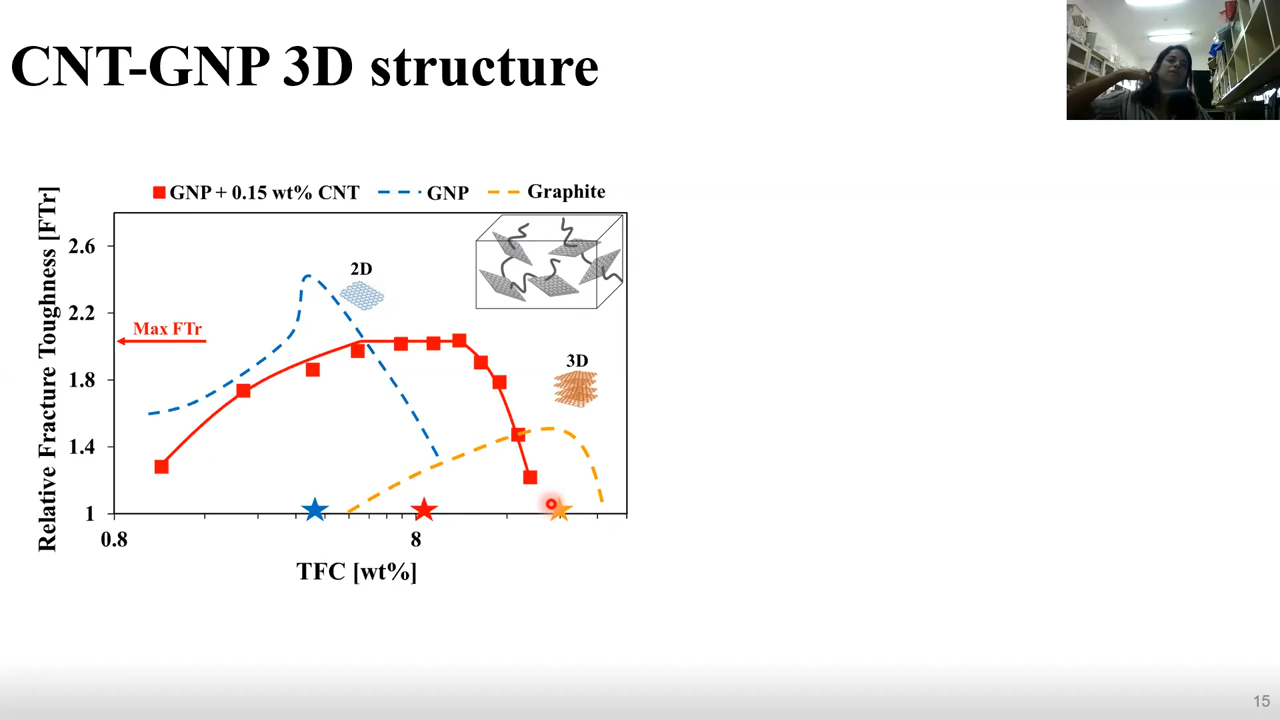 CNT-GNP 3D structure
GNP + 0.15 wt% CNT GNP Graphite
Relative Fracture Toughness [FTr]
2.6
2.2
1.8
1.4
1
2D
Max FTr
3D
0.8 8
TFC [wt%]
15